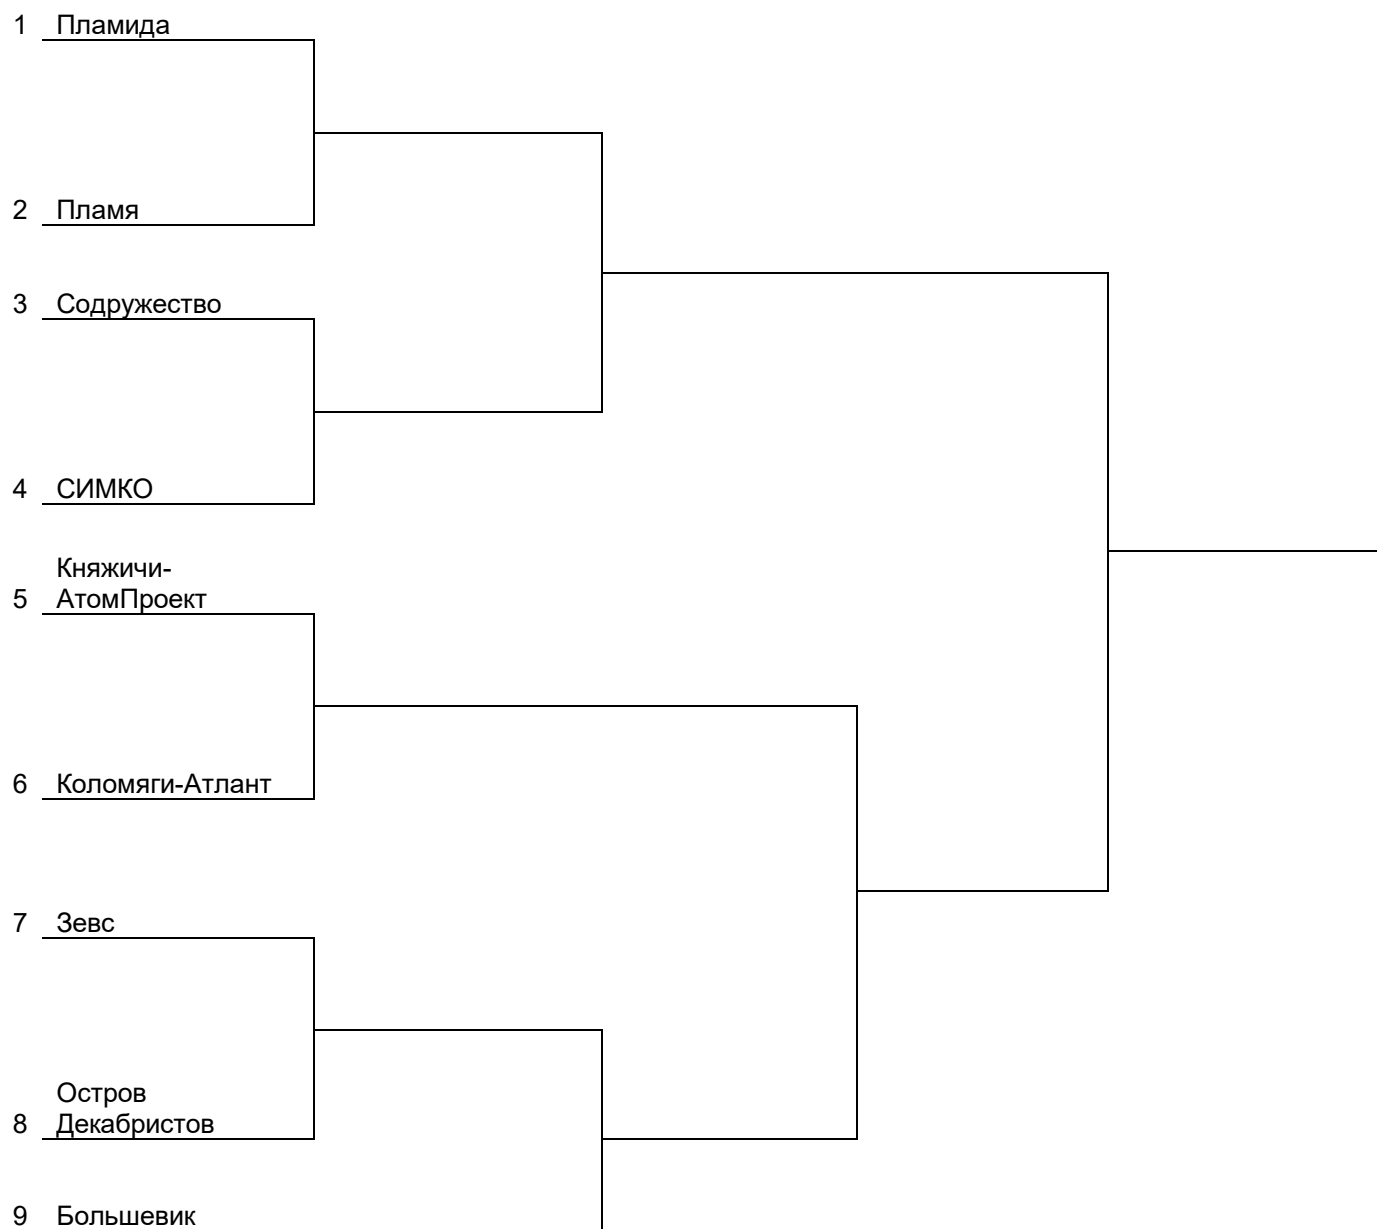 1 Пламида
2 Пламя
3 Содружество
4 СИМКО
Княжичи-
5 АтомПроект
6 Коломяги-Атлант
7 Зевс
Остров
8 Декабристов
9 Большевик